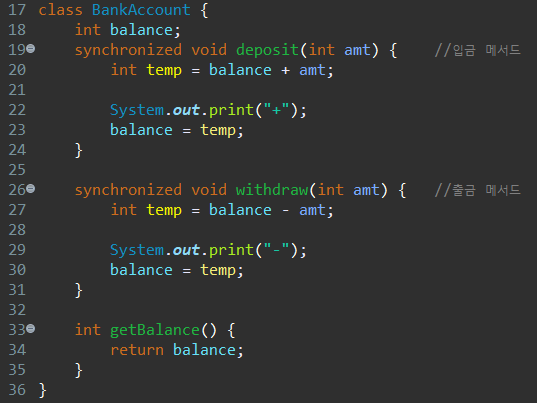 17 class BankAccount {
18     int balance;
19     synchronized void deposit(int amt) {    //입금 메서드
20         int temp = balance + amt;
21
22         System.out.print("+");
23         balance = temp;
24     }
25
26     synchronized void withdraw(int amt) {   //출금 메서드
27         int temp = balance - amt;
28
29         System.out.print("-");
30         balance = temp;
31     }
32
33     int getBalance() {
34         return balance;
35     }
36 }